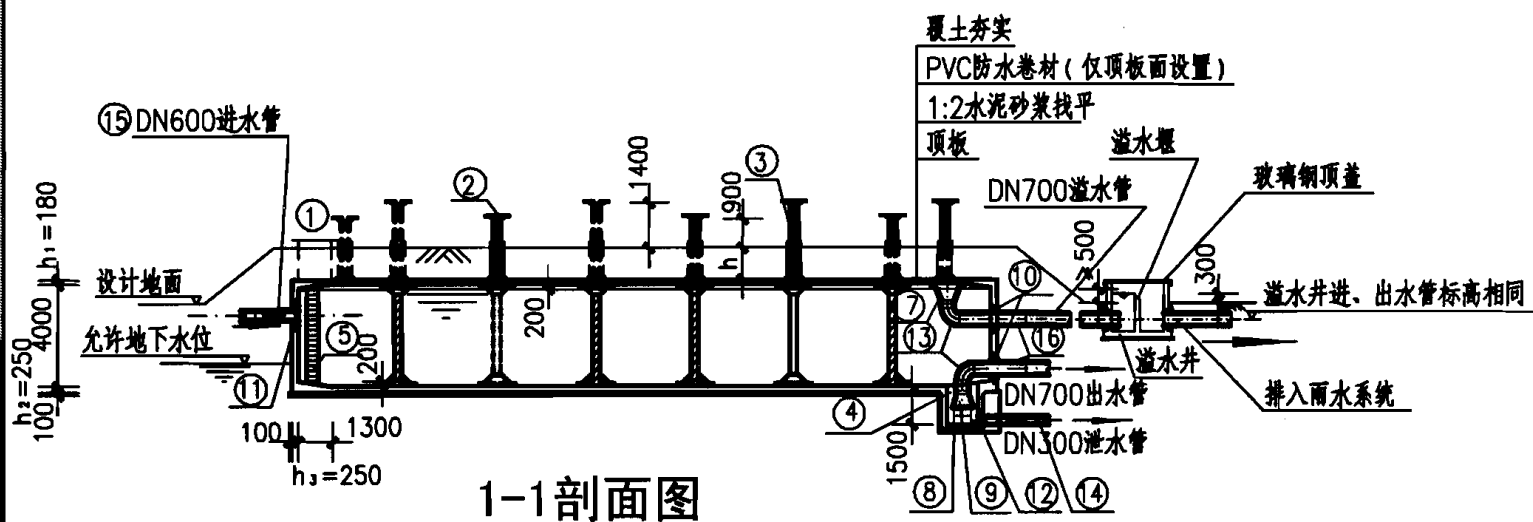 覆土夯实
PVC防水卷材(仅顶板面设置)
1:2水泥砂浆找平
顶板
⑮DN600进水管
溢水堰
玻璃钢顶盖
DN700溢水管
① ② ③
1400
900
h
h₁=180
4000
h₂=250
100
设计地面
允许地下水位
⑤
⑪
200
200
≈500
300
⑦
⑩
⑬
⑯
溢水井进、出水管标高相同
溢水井
排入雨水系统
DN700出水管
DN300泄水管
④
100
1300
h₃=250
1500
⑧ ⑨ ⑫ ⑭
1-1剖面图